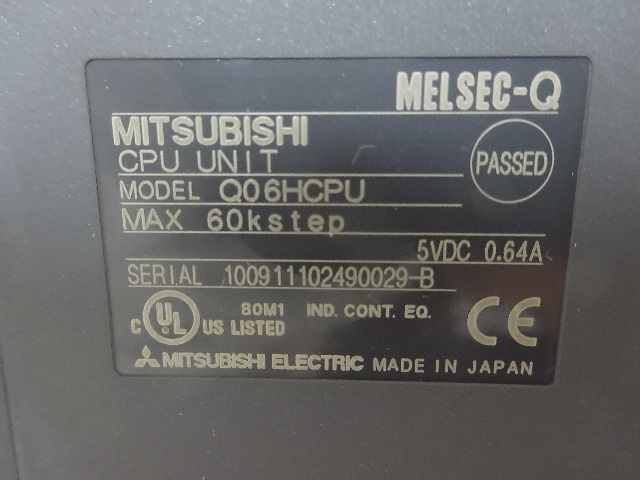 MELSEC-Q
MITSUBISHI
CPU UNIT
PASSED
MODEL Q06HCPU
MAX 60kstep
5VDC 0.64A
SERIAL 100911102490029-B
C UL US LISTED 80M1 IND. CONT. EQ. CE
MITSUBISHI ELECTRIC MADE IN JAPAN